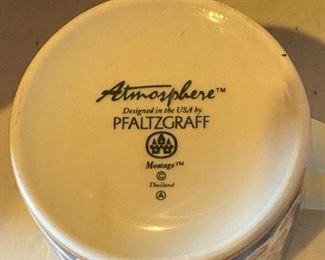 Atmosphere™
Designed in the USA by
PFALTZGRAFF
Montage™
©
Thailand
Ⓐ